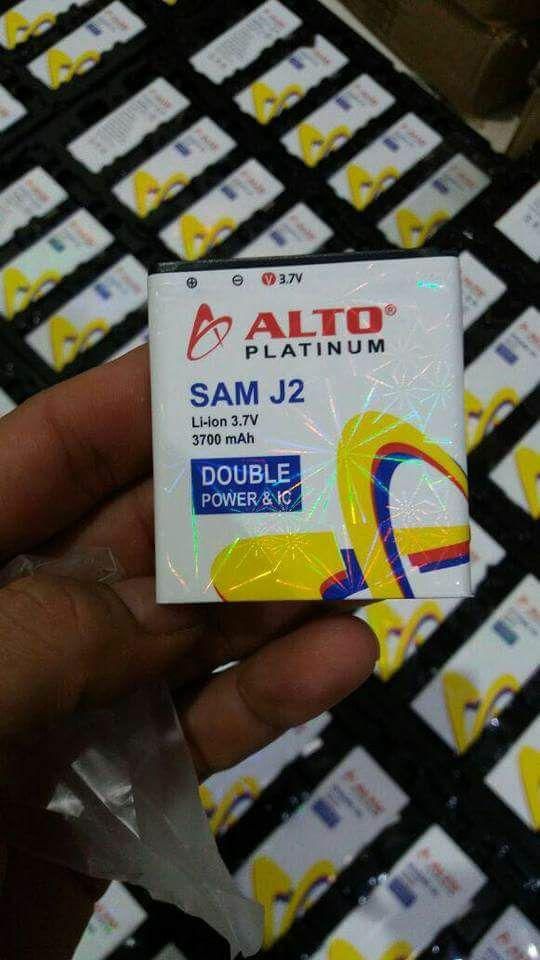 ⊕ ⊖ V 3.7V
ALTO®
PLATINUM
SAM J2
Li-ion 3.7V
3700 mAh
DOUBLE
POWER & IC